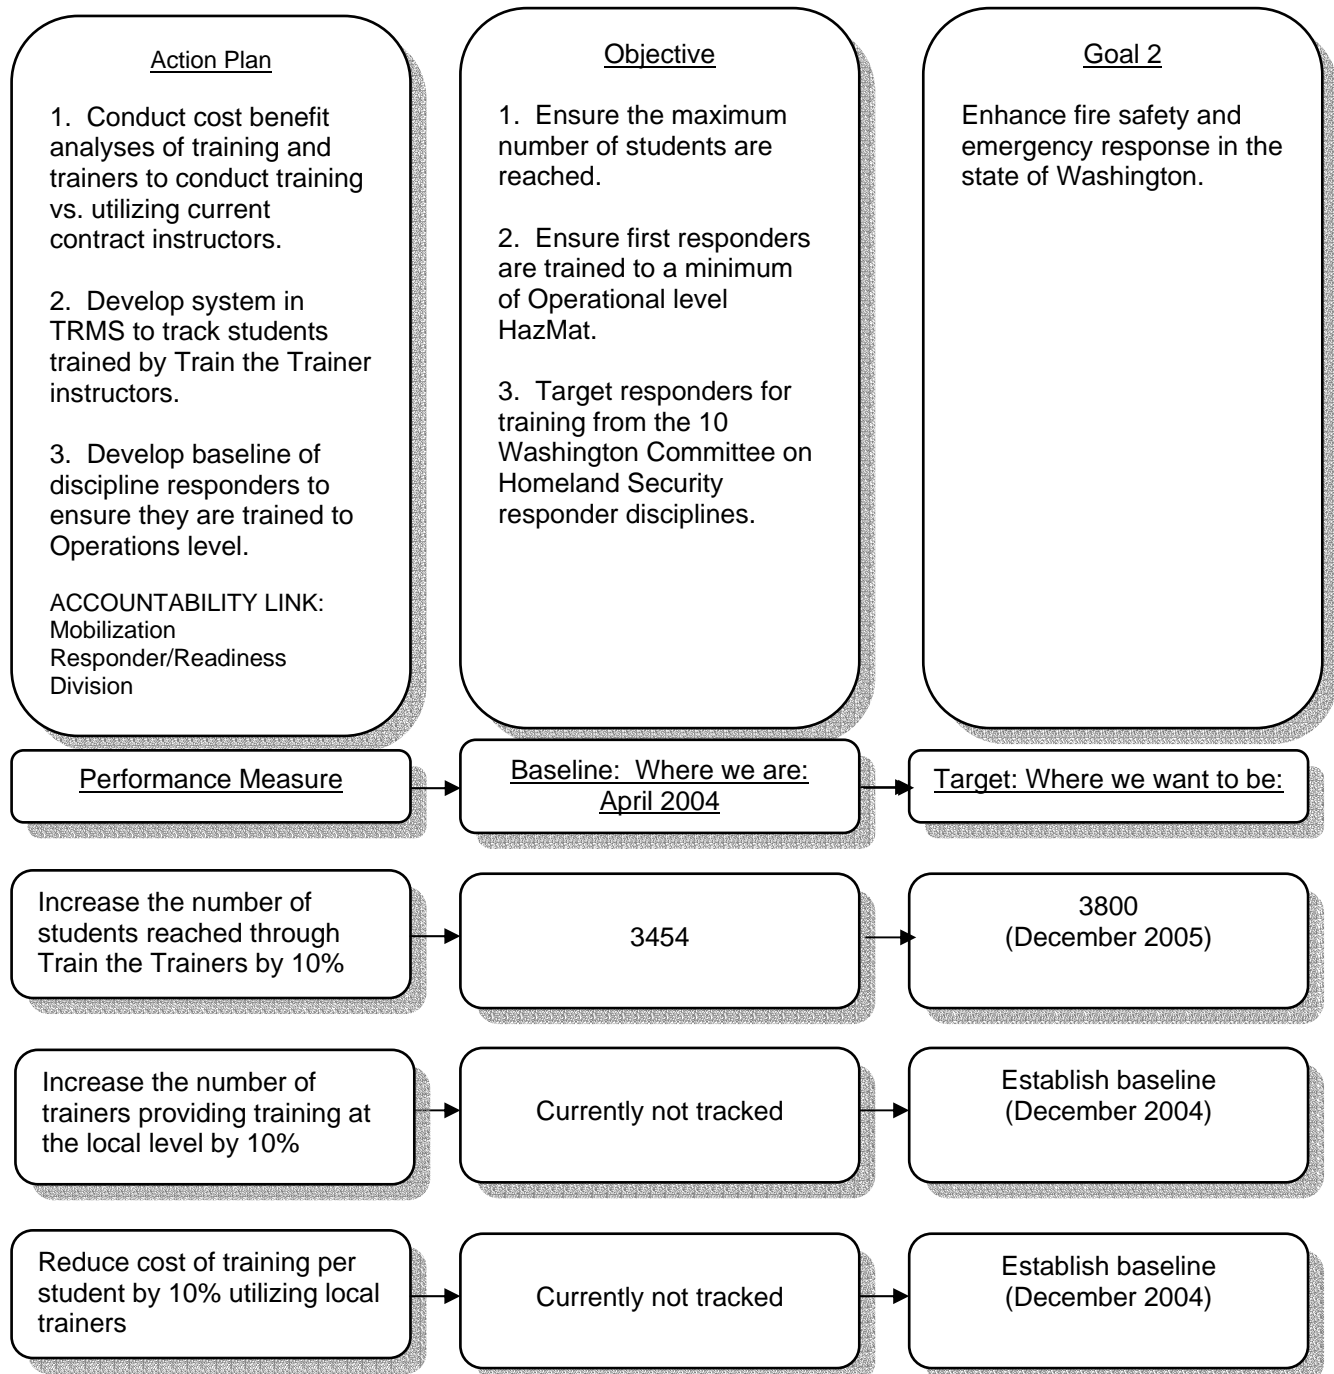 Action Plan
1. Conduct cost benefit
analyses of training and
trainers to conduct training
vs. utilizing current
contract instructors.
2. Develop system in
TRMS to track students
trained by Train the Trainer
instructors.
3. Develop baseline of
discipline responders to
ensure they are trained to
Operations level.
ACCOUNTABILITY LINK:
Mobilization
Responder/Readiness
Division
Objective
1. Ensure the maximum
number of students are
reached.
2. Ensure first responders
are trained to a minimum
of Operational level
HazMat.
3. Target responders for
training from the 10
Washington Committee on
Homeland Security
responder disciplines.
Goal 2
Enhance fire safety and
emergency response in the
state of Washington.
Performance Measure
Baseline: Where we are:
April 2004
Target: Where we want to be:
Increase the number of
students reached through
Train the Trainers by 10%
3454
3800
(December 2005)
Increase the number of
trainers providing training at
the local level by 10%
Currently not tracked
Establish baseline
(December 2004)
Reduce cost of training per
student by 10% utilizing local
trainers
Currently not tracked
Establish baseline
(December 2004)